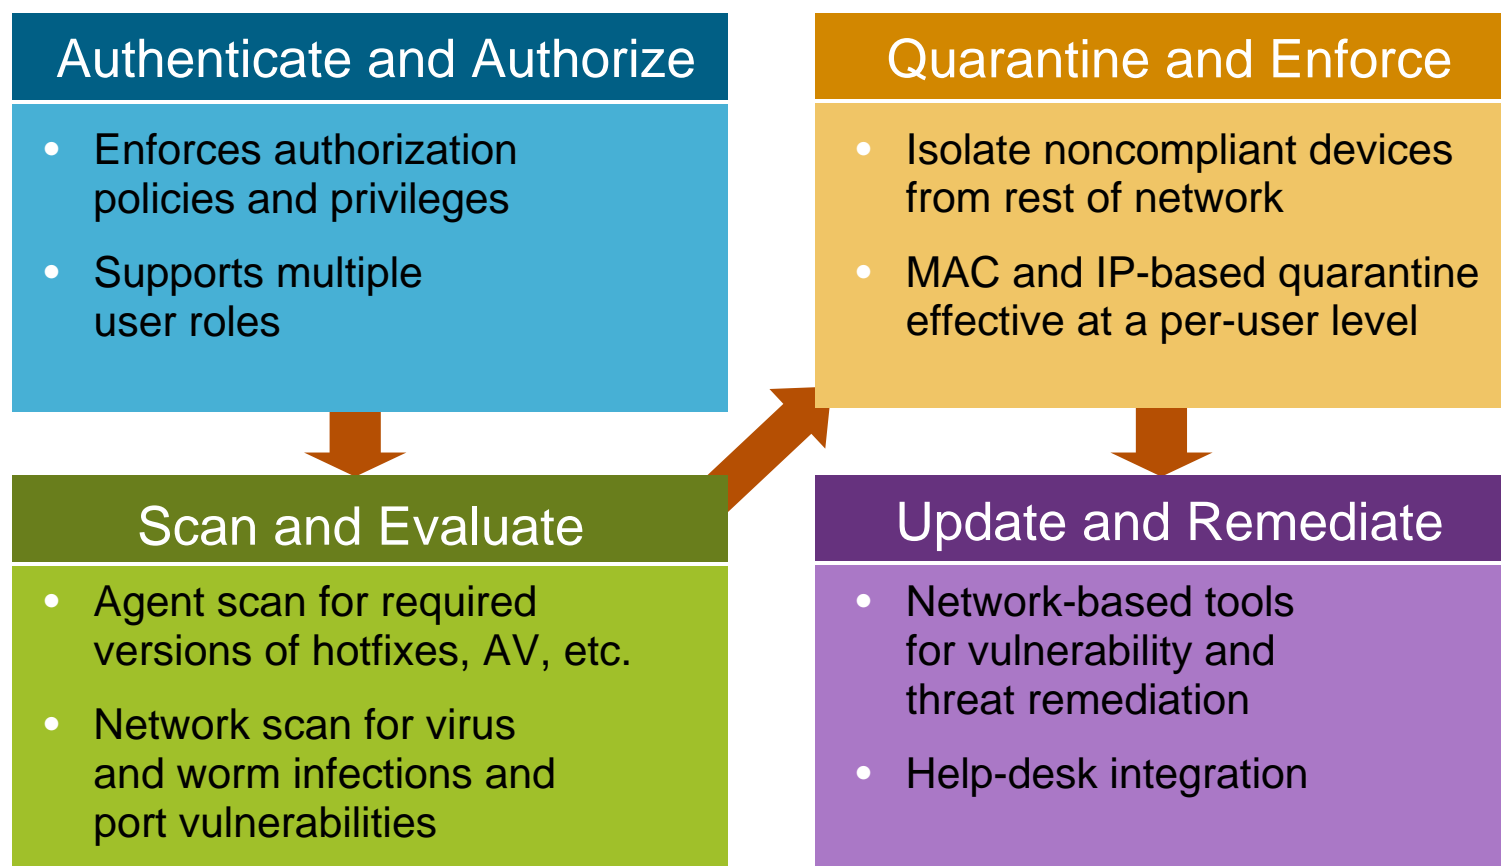 Authenticate and Authorize
• Enforces authorization
policies and privileges
• Supports multiple
user roles
Scan and Evaluate
• Agent scan for required
versions of hotfixes, AV, etc.
• Network scan for virus
and worm infections and
port vulnerabilities
Quarantine and Enforce
• Isolate noncompliant devices
from rest of network
• MAC and IP-based quarantine
effective at a per-user level
Update and Remediate
• Network-based tools
for vulnerability and
threat remediation
• Help-desk integration